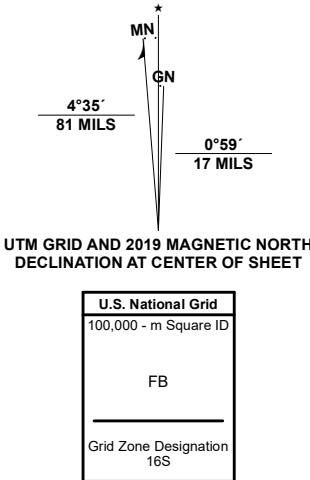 MN
GN
4°35´
81 MILS
0°59´
17 MILS
UTM GRID AND 2019 MAGNETIC NORTH
DECLINATION AT CENTER OF SHEET
U.S. National Grid
100,000 - m Square ID
FB
Grid Zone Designation
16S